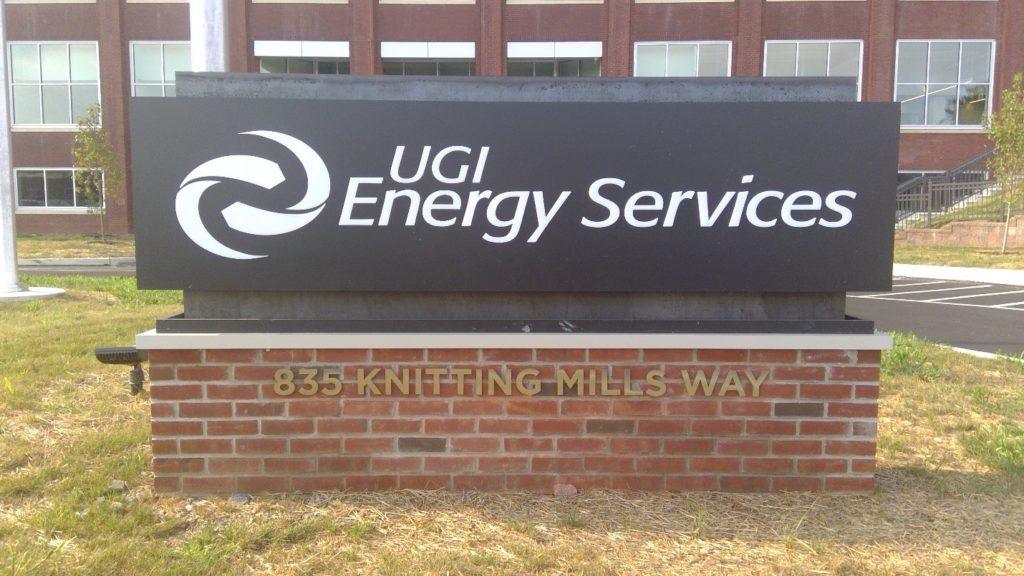 UGI
Energy Services
835 KNITTING MILLS WAY